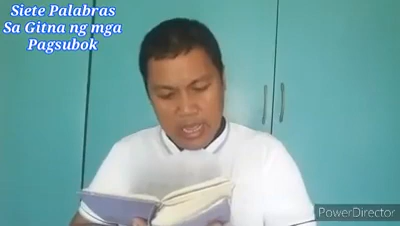 Siete Palabras
Sa Gitna ng mga
Pagsubok
PowerDirector